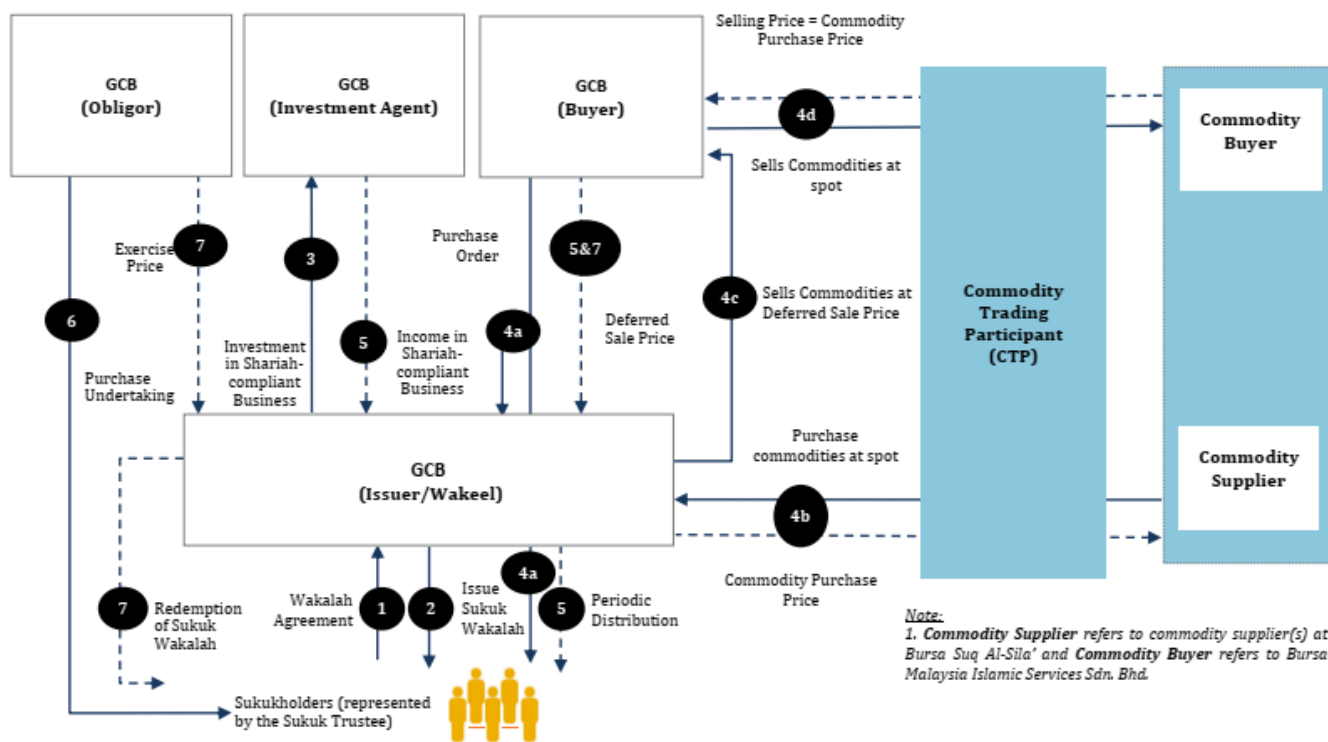 GCB
(Obligor)
GCB
(Investment Agent)
GCB
(Buyer)
Selling Price = Commodity
Purchase Price
4d
Sells Commodities at
spot
Commodity
Buyer
Exercise
Price
7
3
Purchase
Order
5&7
4c
Sells Commodities at
Deferred Sale Price
Commodity
Trading
Participant
(CTP)
6
Purchase
Undertaking
Investment
in Shariah-
compliant
Business
5
Income in
Shariah-
compliant
Business
4a
Deferred
Sale Price
GCB
(Issuer/Wakeel)
Purchase
commodities at spot
Commodity
Supplier
4b
Commodity Purchase
Price
7
Redemption
of Sukuk
Wakalah
Wakalah
Agreement
1
2
Issue
Sukuk
Wakalah
4a
5
Periodic
Distribution
Sukukholders (represented
by the Sukuk Trustee)
Note:
1. Commodity Supplier refers to commodity supplier(s) at
Bursa Suq Al-Sila’ and Commodity Buyer refers to Bursa
Malaysia Islamic Services Sdn. Bhd.